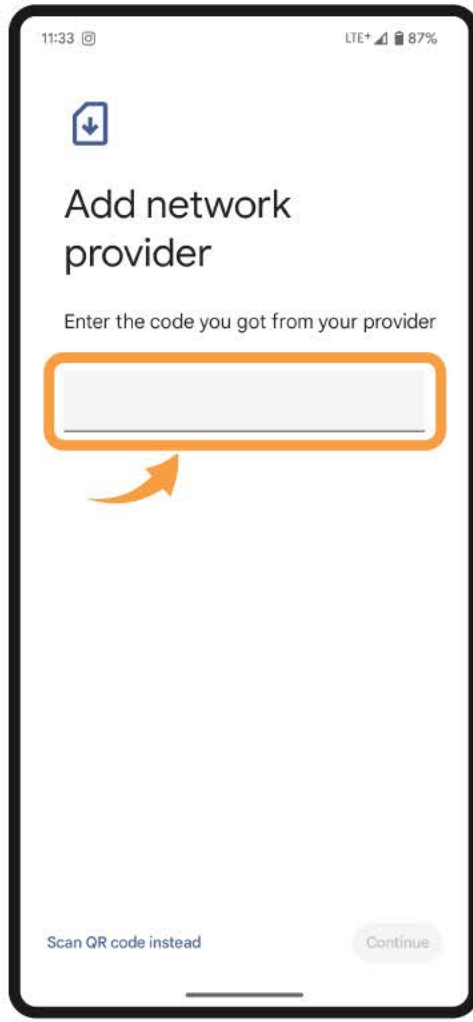 11:33 LTE+ 87%
Add network
provider
Enter the code you got from your provider
Scan QR code instead Continue